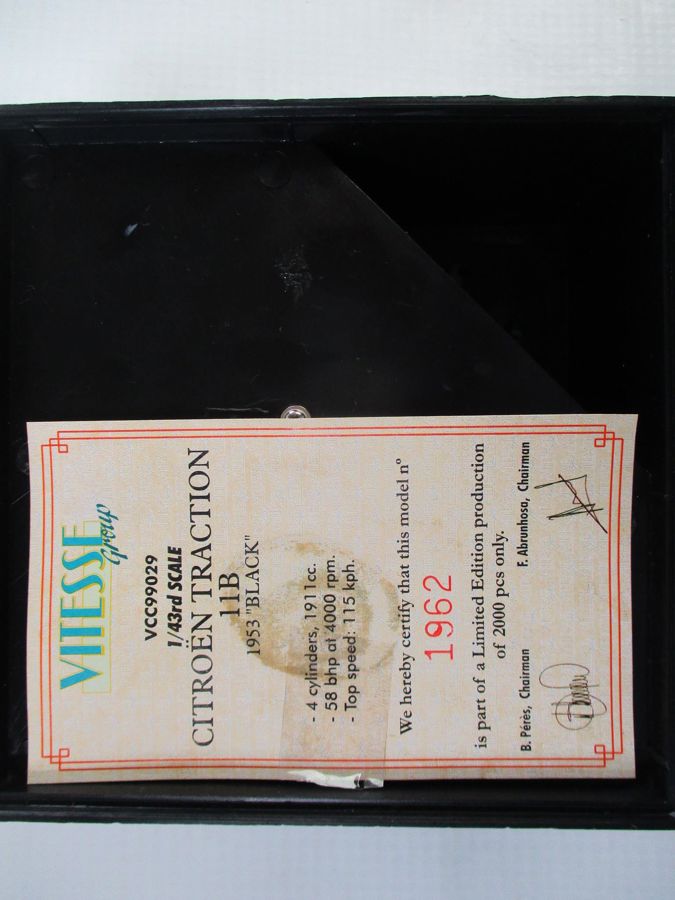 VITESSE
Group
VCC99029
1/43rd SCALE
CITROËN TRACTION
11B
1953 "BLACK"
- 4 cylinders, 1911cc.
- 58 bhp at 4000 rpm.
- Top speed: 115 kph.
We hereby certify that this model nº
1962
is part of a Limited Edition production
of 2000 pcs only.
B. Pérès, Chairman F. Abrunhosa, Chairman